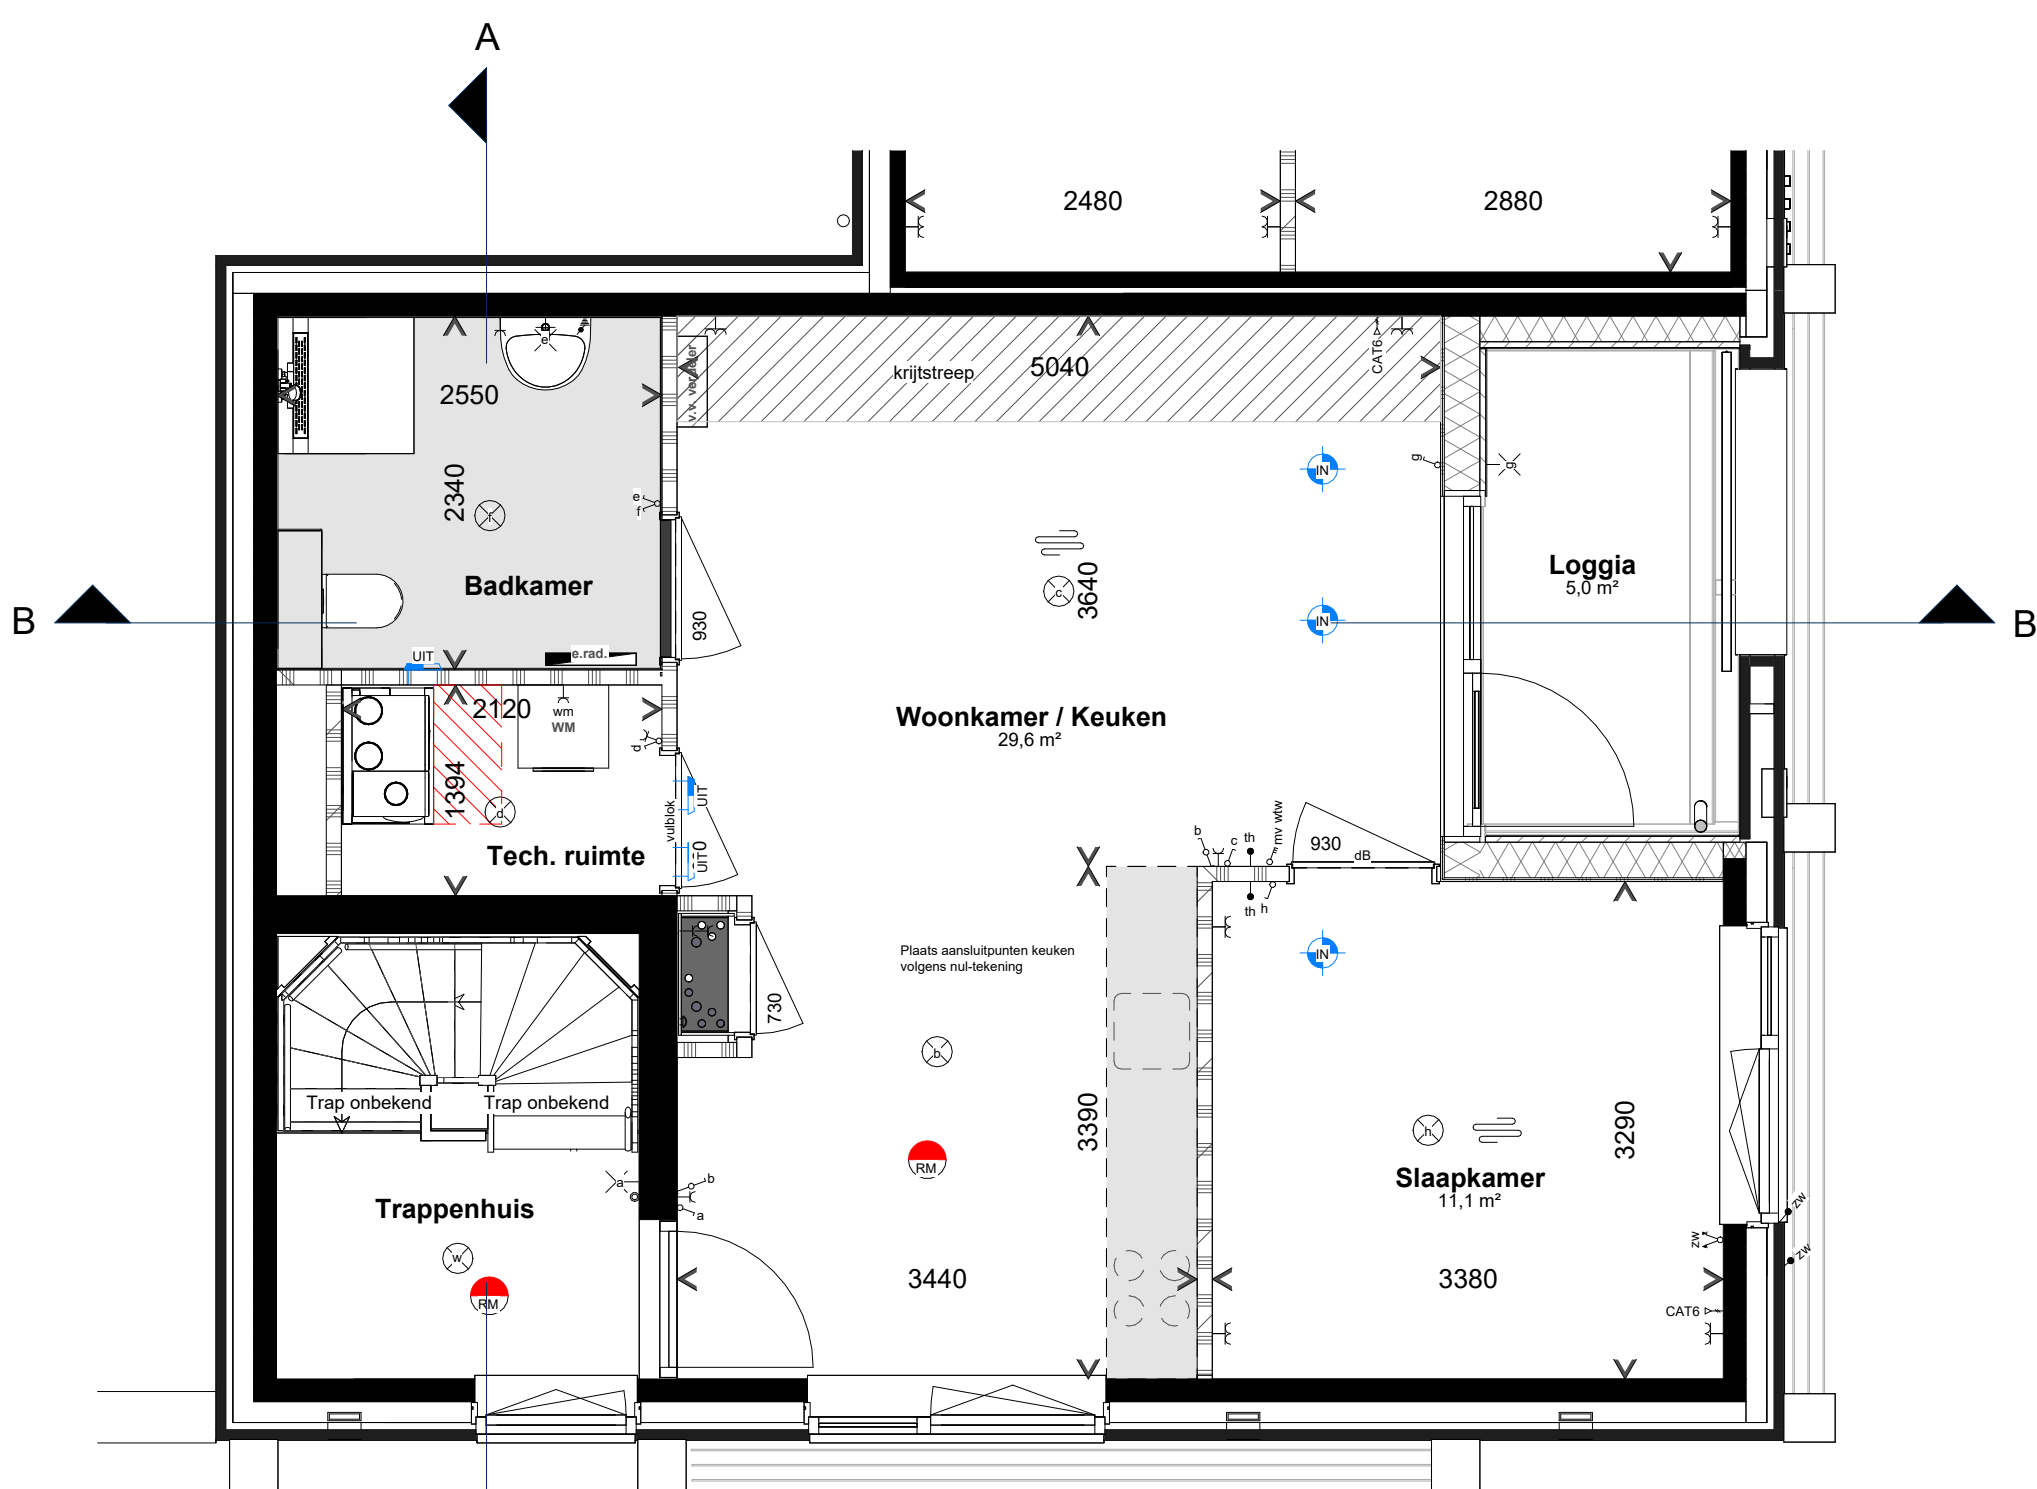 A
2480
2880
krijtstreep
5040
CAT6
v.v. verdeler
e
2550
2340
f
e
f
Badkamer
930
g
g
IN
c
3640
IN
Loggia
5,0 m²
B
B
UIT
e.rad.
2120
wm
WM
d
1394
d
vulblok
UIT
UIT
Tech. ruimte
Woonkamer / Keuken
29,6 m²
b
c
th
mv wtw
930
dB
th
h
IN
Plaats aansluitpunten keuken
volgens nul-tekening
730
b
3390
3290
h
Trap onbekend
Trap onbekend
RM
Slaapkamer
11,1 m²
a
b
a
Trappenhuis
w
RM
zw
zw
zw
3440
3380
CAT6